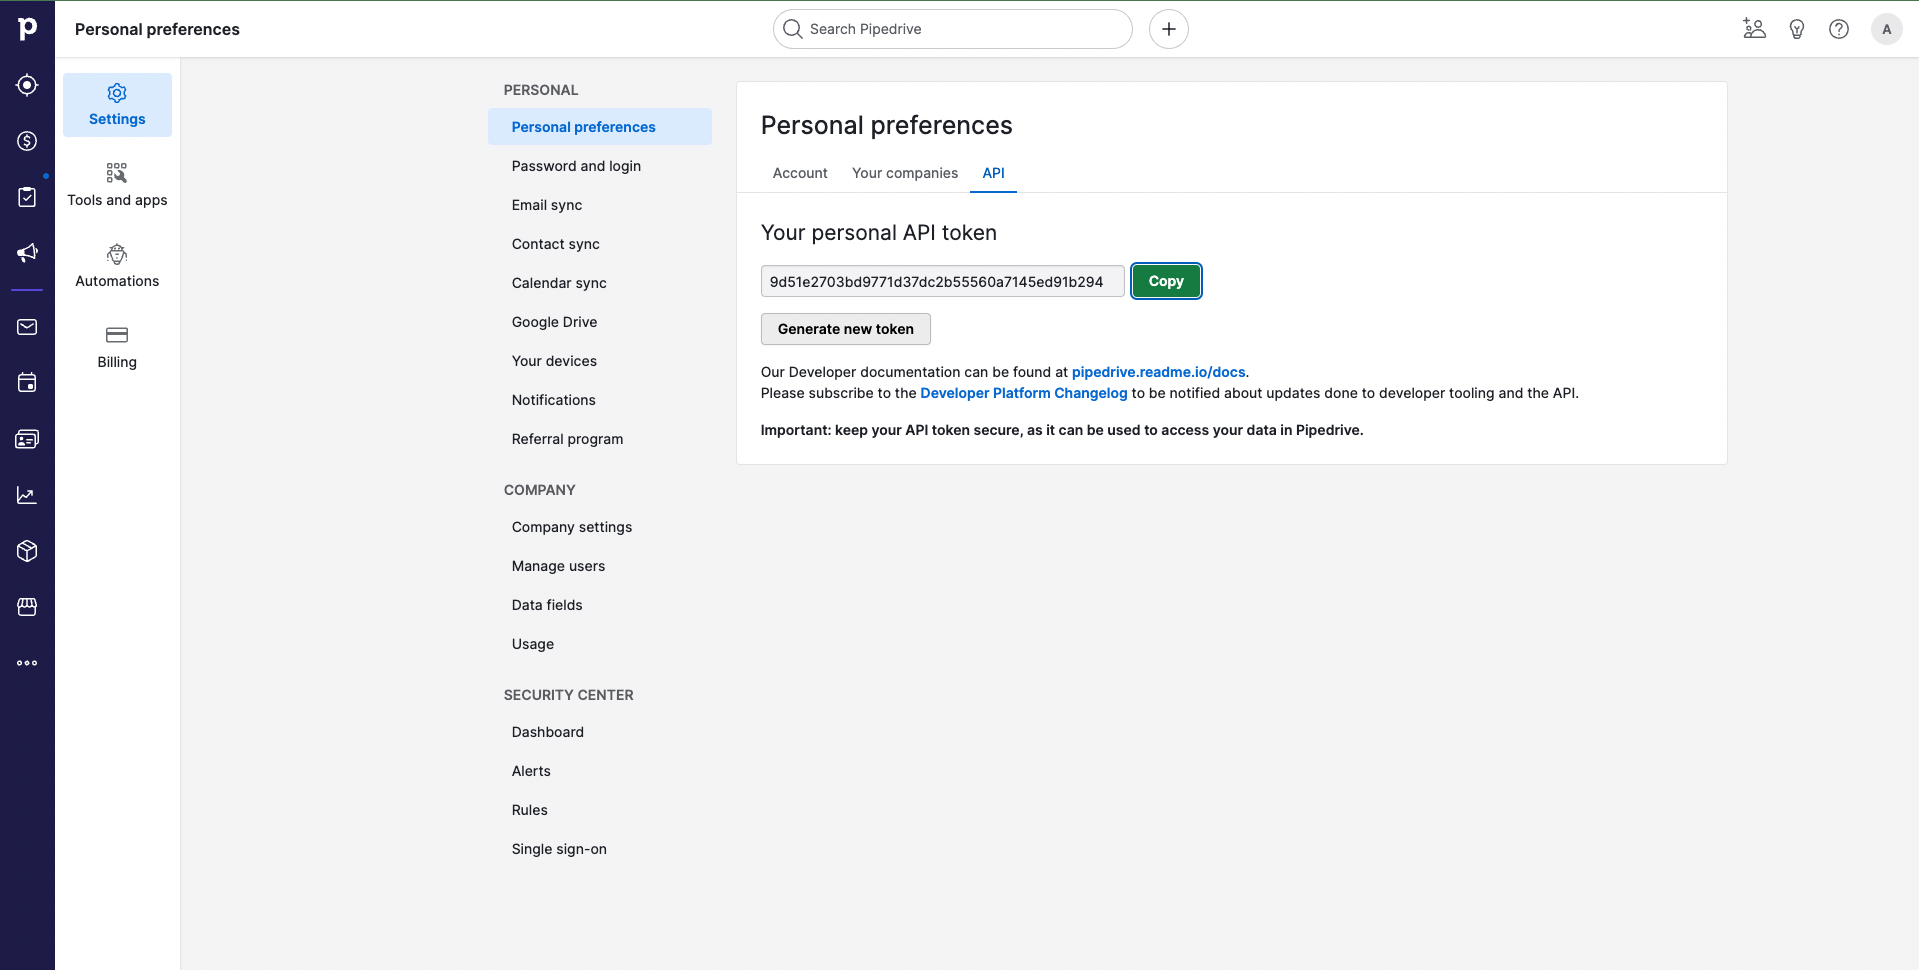 Personal preferences
Search Pipedrive
A
Settings
Tools and apps
Automations
Billing
PERSONAL
Personal preferences
Password and login
Email sync
Contact sync
Calendar sync
Google Drive
Your devices
Notifications
Referral program
COMPANY
Company settings
Manage users
Data fields
Usage
SECURITY CENTER
Dashboard
Alerts
Rules
Single sign-on
Personal preferences
Account Your companies API
Your personal API token
9d51e2703bd9771d37dc2b55560a7145ed91b294 Copy
Generate new token
Our Developer documentation can be found at pipedrive.readme.io/docs.
Please subscribe to the Developer Platform Changelog to be notified about updates done to developer tooling and the API.
Important: keep your API token secure, as it can be used to access your data in Pipedrive.